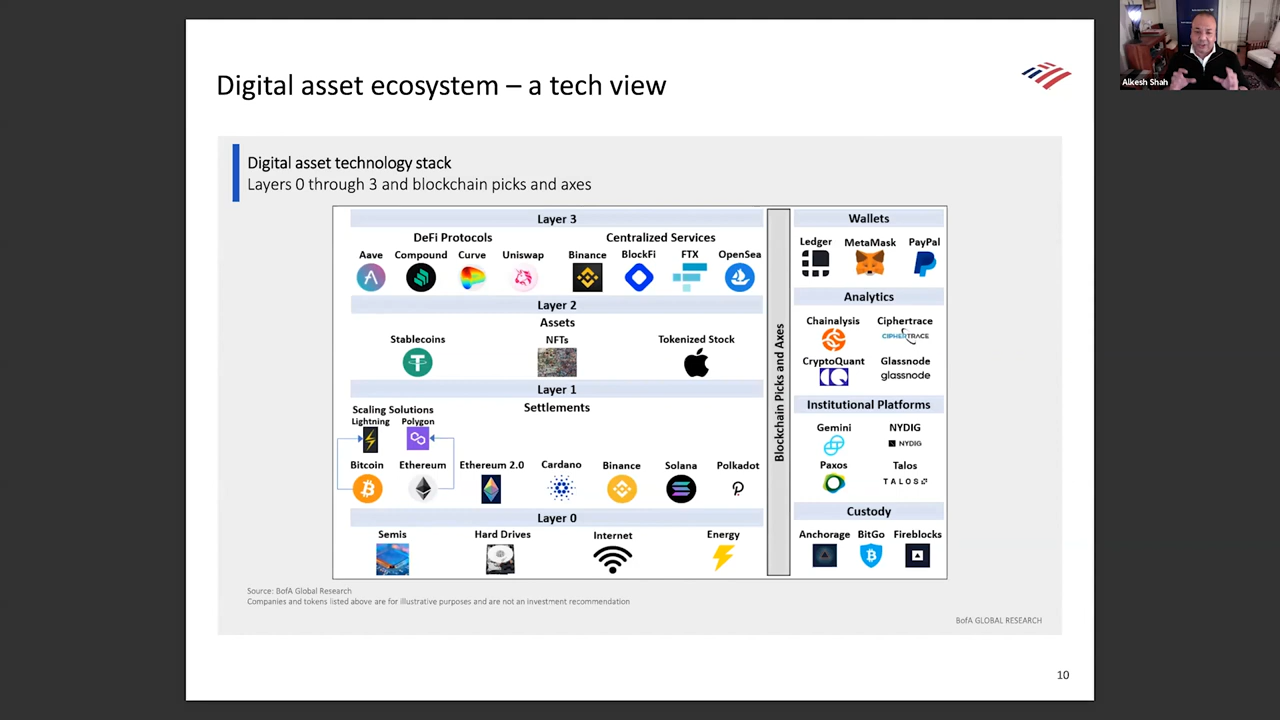 Digital asset ecosystem – a tech view
Alkesh Shah
Digital asset technology stack
Layers 0 through 3 and blockchain picks and axes
Layer 3
DeFi Protocols
Centralized Services
Aave
Compound
Curve
Uniswap
Binance
BlockFi
FTX
OpenSea
Layer 2
Assets
Stablecoins
NFTs
Tokenized Stock
Layer 1
Settlements
Scaling Solutions
Lightning
Polygon
Bitcoin
Ethereum
Ethereum 2.0
Cardano
Binance
Solana
Polkadot
Layer 0
Semis
Hard Drives
Internet
Energy
Blockchain Picks and Axes
Wallets
Ledger
MetaMask
PayPal
Analytics
Chainalysis
Ciphertrace
CIPHERTRACE
CryptoQuant
Glassnode
glassnode
Institutional Platforms
Gemini
NYDIG
NYDIG
Paxos
Talos
TALOS
Custody
Anchorage
BitGo
Fireblocks
Source: BofA Global Research
Companies and tokens listed above are for illustrative purposes and are not an investment recommendation
BofA GLOBAL RESEARCH
10